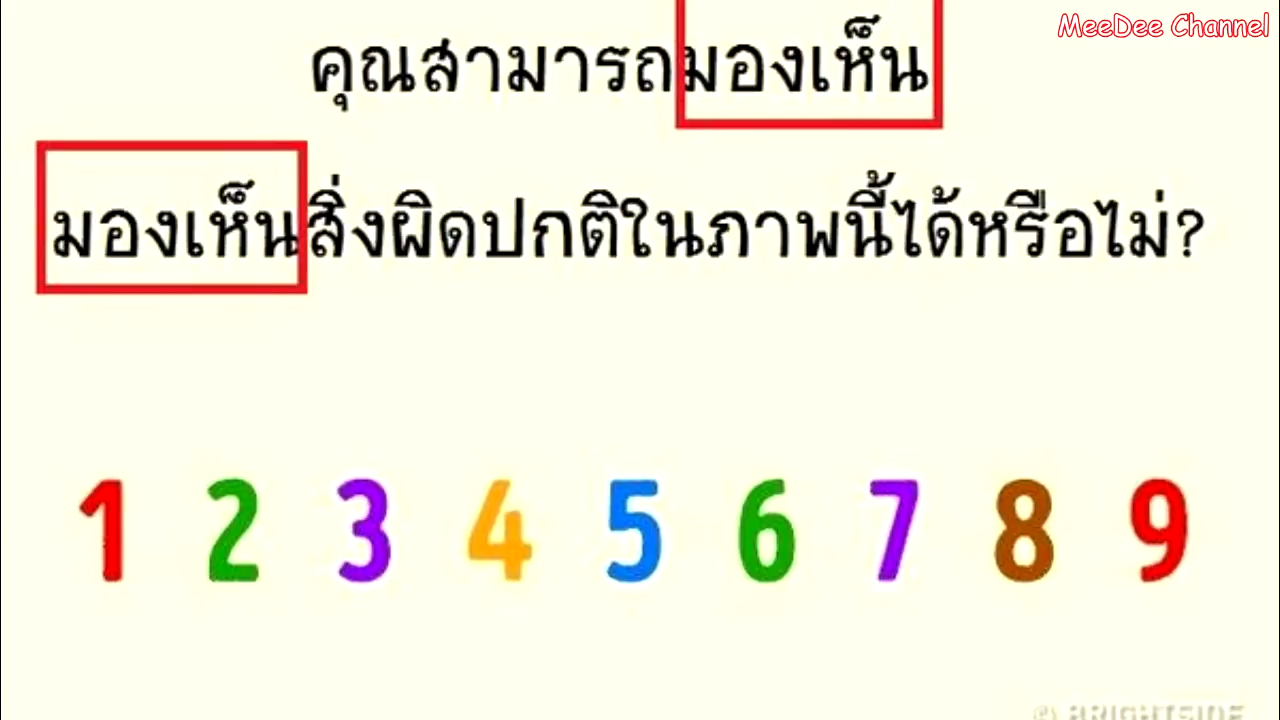 MeeDee Channel
คุณสามารถมองเห็น
มองเห็นสิ่งผิดปกติในภาพนี้ได้หรือไม่?
1 2 3 4 5 6 7 8 9
© BRIGHTSIDE